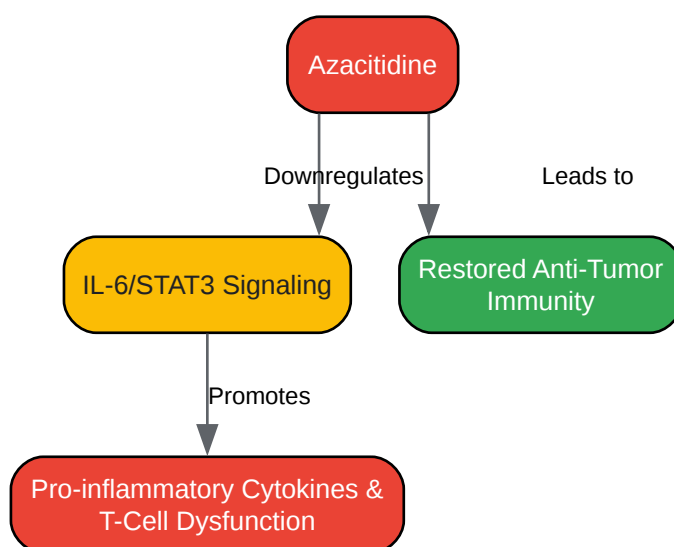 Azacitidine
Downregulates
Leads to
IL-6/STAT3 Signaling
Restored Anti-Tumor
Immunity
Promotes
Pro-inflammatory Cytokines &
T-Cell Dysfunction